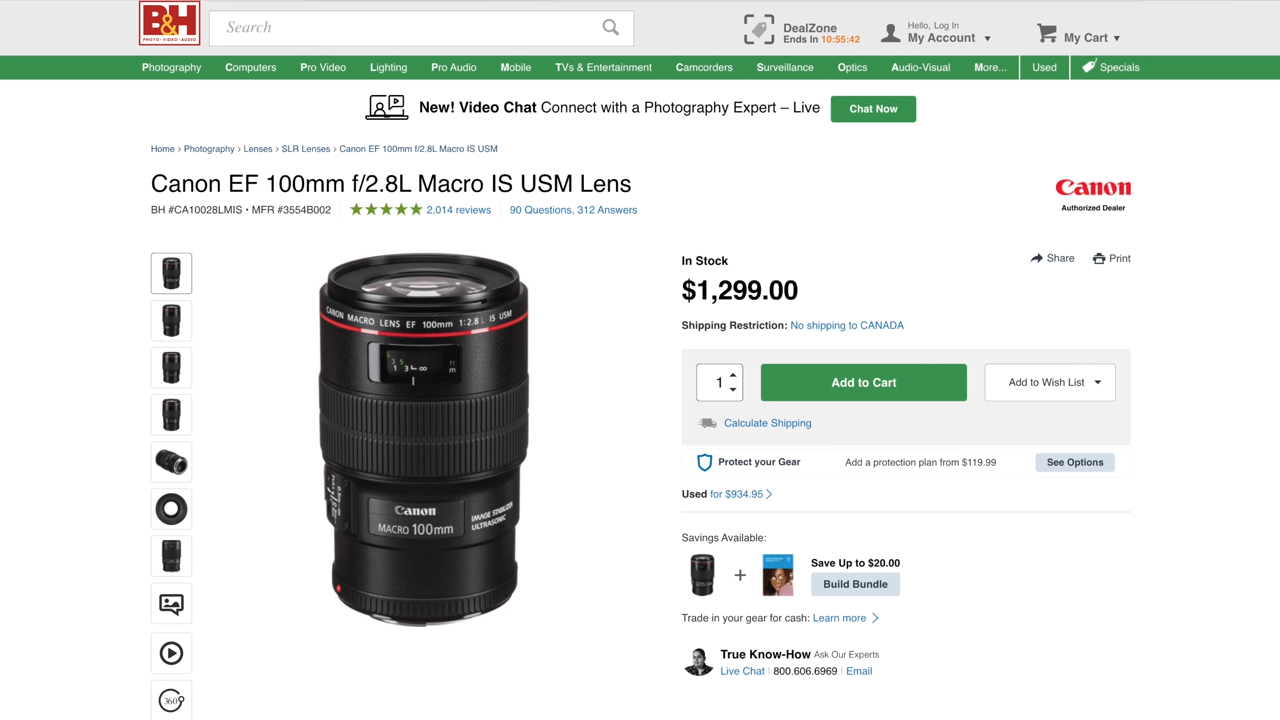 B&H
PHOTO • VIDEO • AUDIO
Search
DealZone
Ends In 10:55:42
Hello, Log In
My Account
My Cart
Photography Computers Pro Video Lighting Pro Audio Mobile TVs & Entertainment Camcorders Surveillance Optics Audio-Visual More... Used Specials
New! Video Chat Connect with a Photography Expert – Live
Chat Now
Home › Photography › Lenses › SLR Lenses › Canon EF 100mm f/2.8L Macro IS USM
Canon EF 100mm f/2.8L Macro IS USM Lens
BH #CA10028LMIS • MFR #3554B002
2,014 reviews
90 Questions, 312 Answers
Canon
Authorized Dealer
CANON MACRO LENS EF 100mm 1:2.8 L IS USM
3 5 ft
1 3 ∞ m
Canon
MACRO 100mm
IMAGE STABILIZER
ULTRASONIC
360
In Stock
Share
Print
$1,299.00
Shipping Restriction: No shipping to CANADA
1
Add to Cart
Add to Wish List
Calculate Shipping
Protect your Gear
Add a protection plan from $119.99
See Options
Used for $934.95
Savings Available:
Save Up to $20.00
Build Bundle
Trade in your gear for cash: Learn more
True Know-How Ask Our Experts
Live Chat | 800.606.6969 | Email